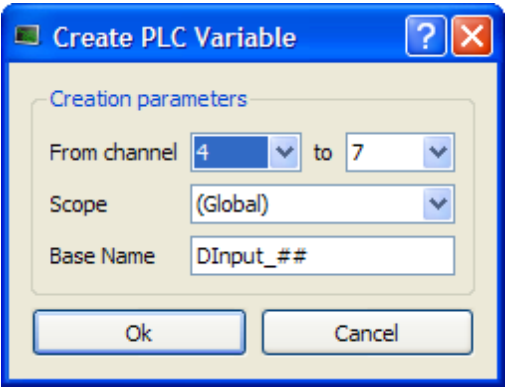 Create PLC Variable
?
Creation parameters
From channel 4 to 7
Scope (Global)
Base Name DInput_##
Ok Cancel